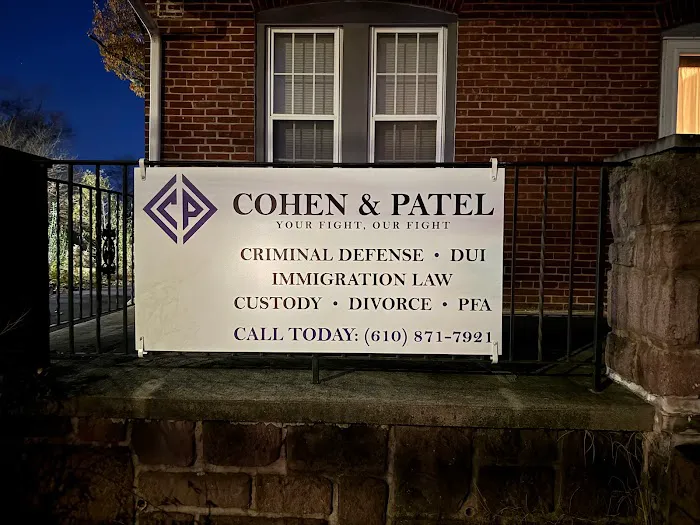 CP
COHEN & PATEL
YOUR FIGHT, OUR FIGHT
CRIMINAL DEFENSE • DUI
IMMIGRATION LAW
CUSTODY • DIVORCE • PFA
CALL TODAY: (610) 871-7921